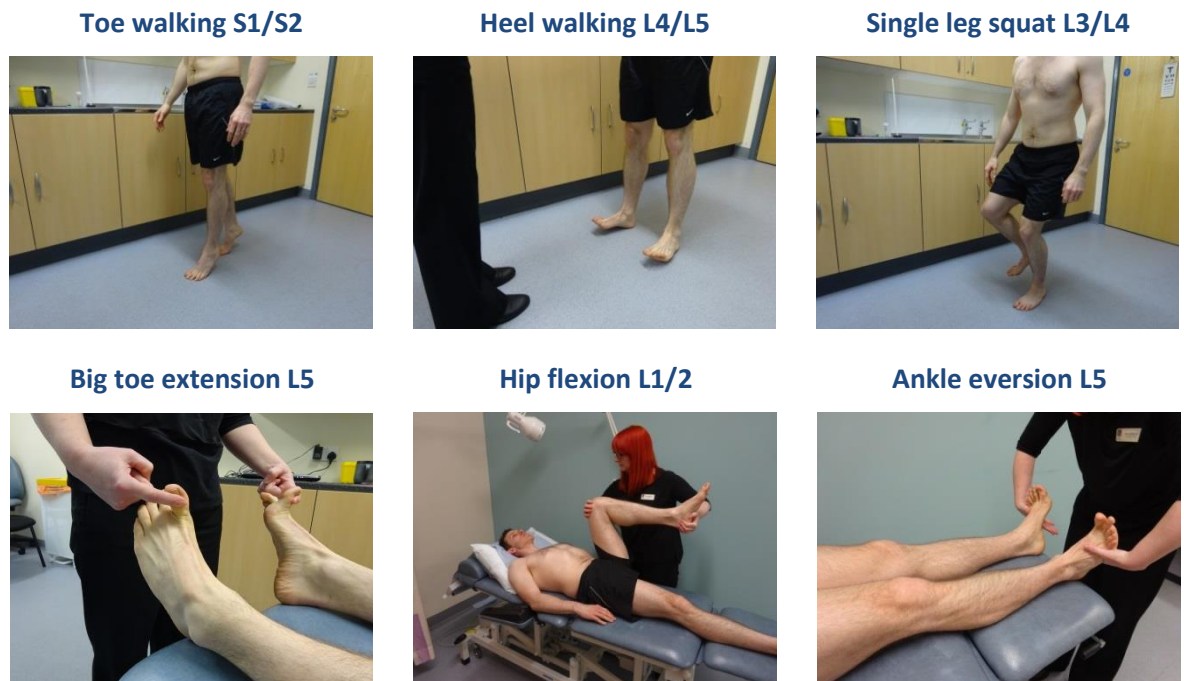 Toe walking S1/S2
Heel walking L4/L5
Single leg squat L3/L4
Big toe extension L5
Hip flexion L1/2
Ankle eversion L5